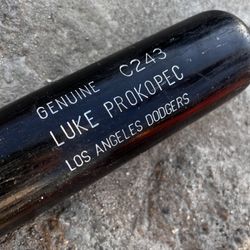 GENUINE C243
LUKE PROKOPEC
LOS ANGELES DODGERS